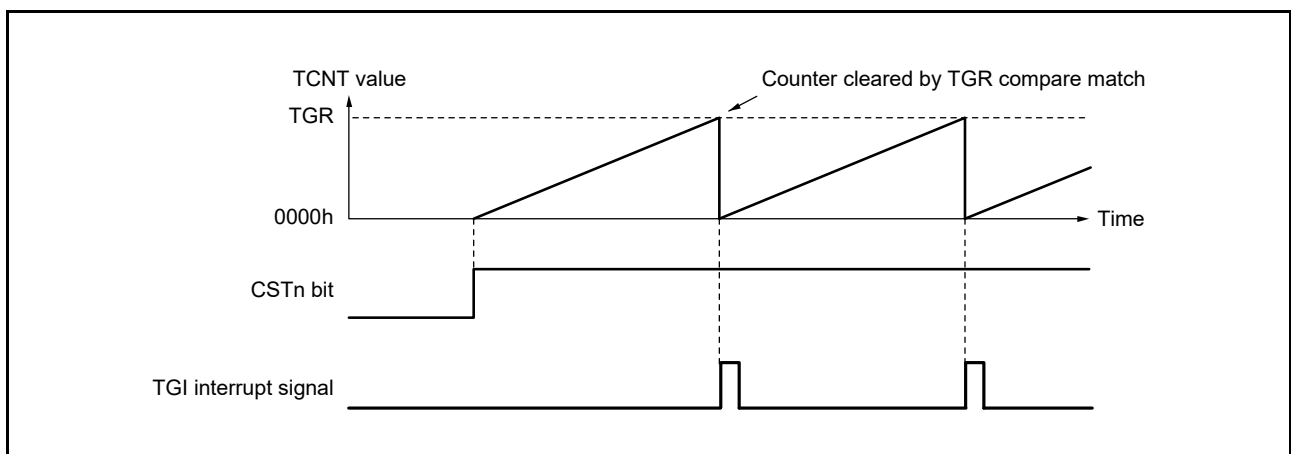 TCNT value
Counter cleared by TGR compare match
TGR
0000h
Time
CSTn bit
TGI interrupt signal